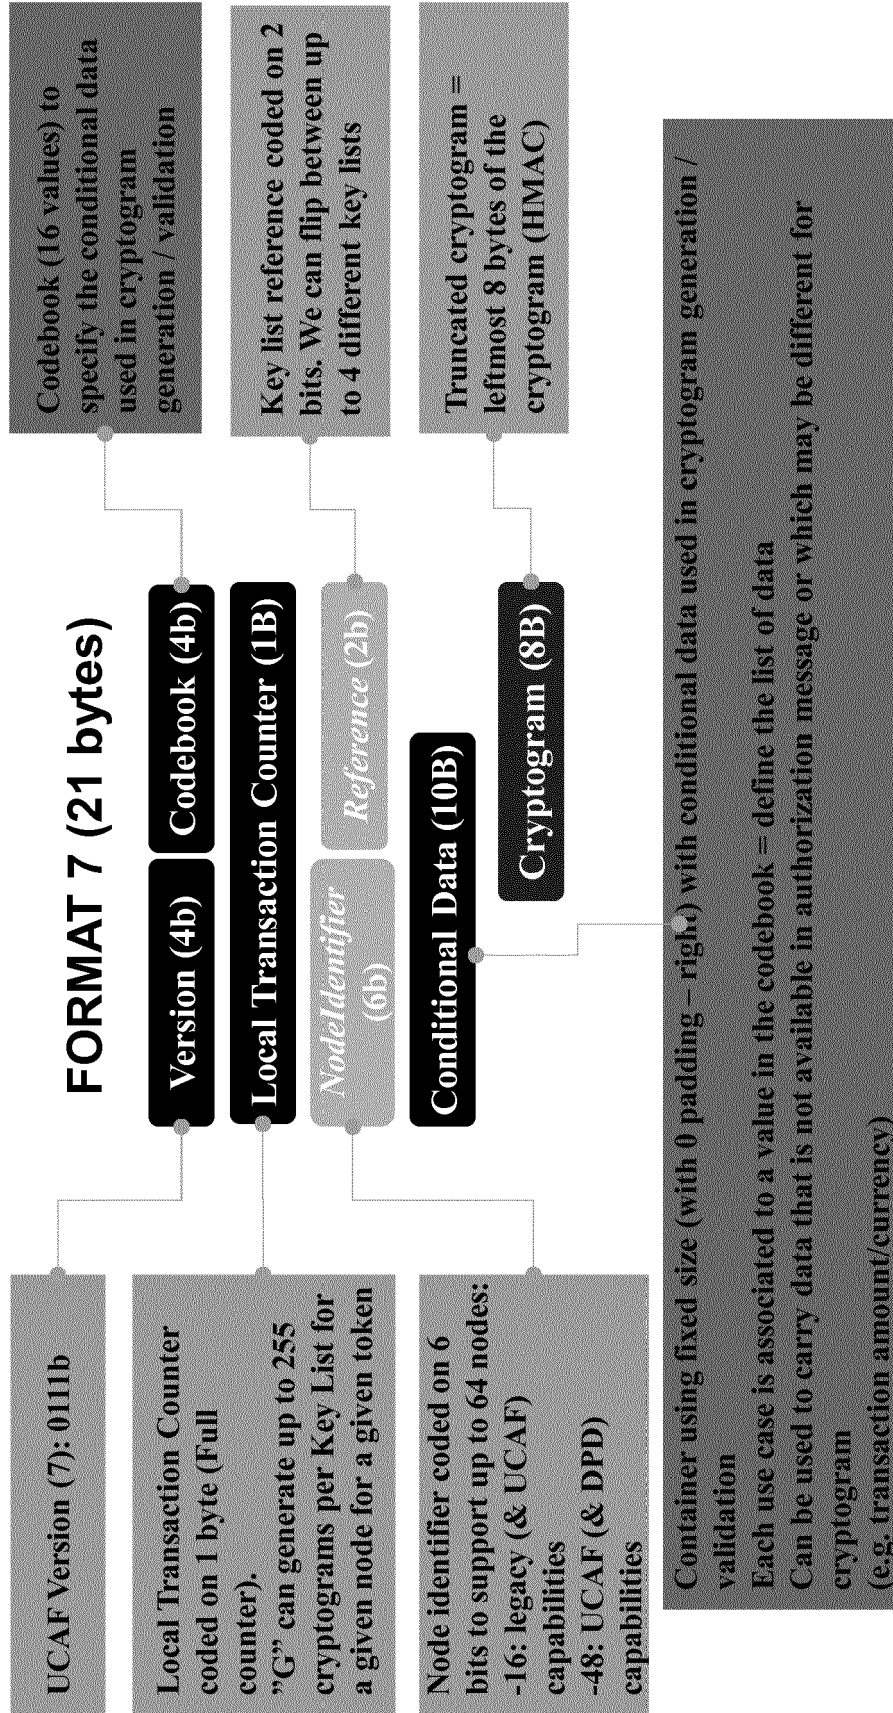 FORMAT 7 (21 bytes)
UCAF Version (7): 0111b
Version (4b)
Codebook (4b)
Codebook (16 values) to
specify the conditional data
used in cryptogram
generation / validation
Local Transaction Counter
coded on 1 byte (Full
counter).
”G” can generate up to 255
cryptograms per Key List for
a given node for a given token
Local Transaction Counter (1B)
Key list reference coded on 2
bits. We can flip between up
to 4 different key lists
NodeIdentifier
(6b)
Reference (2b)
Node identifier coded on 6
bits to support up to 64 nodes:
-16: legacy (& UCAF)
capabilities
-48: UCAF (& DPD)
capabilities
Conditional Data (10B)
Cryptogram (8B)
Truncated cryptogram =
leftmost 8 bytes of the
cryptogram (HMAC)
Container using fixed size (with 0 padding – right) with conditional data used in cryptogram generation /
validation
Each use case is associated to a value in the codebook = define the list of data
Can be used to carry data that is not available in authorization message or which may be different for
cryptogram
(e.g. transaction amount/currency)